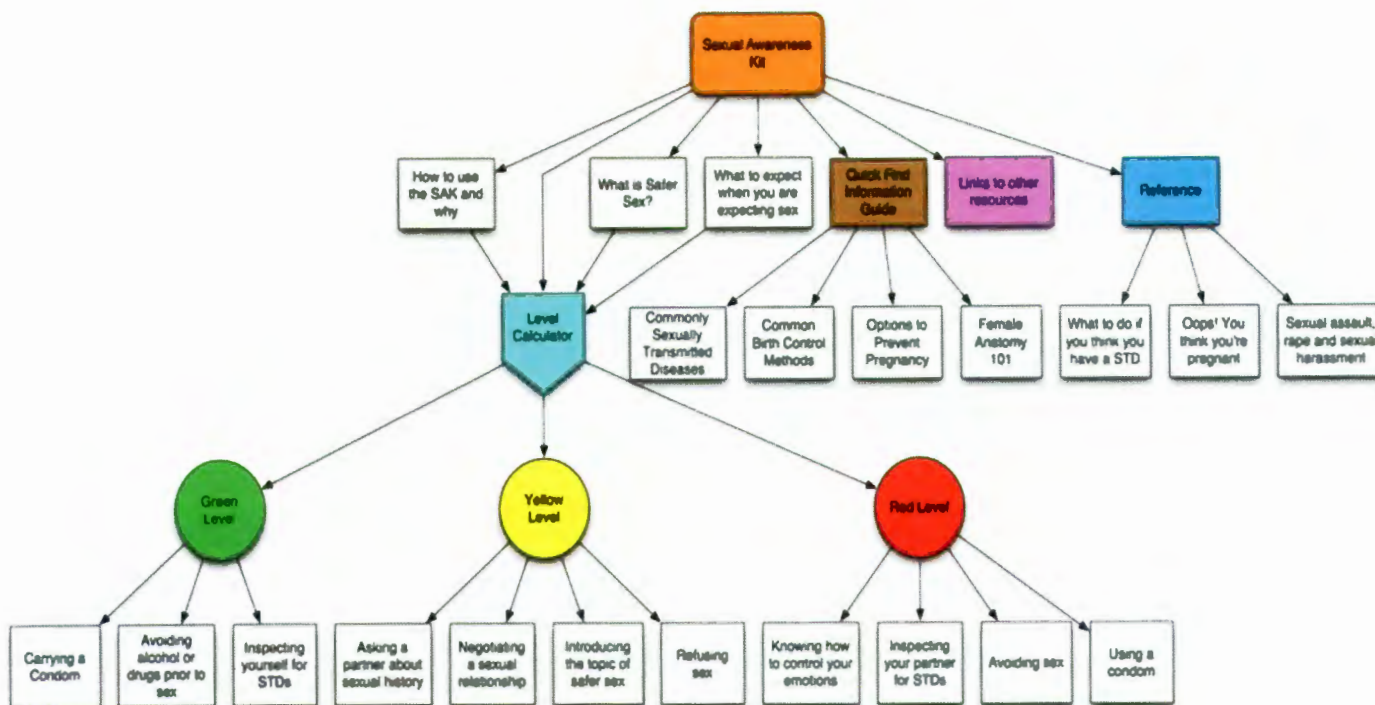 Sexual Awareness
Kit
How to use
the SAK and
why
What is Safer
Sex?
What to expect
when you are
expecting sex
Quick Find
Information
Guide
Links to other
resources
Reference
Level
Calculator
Commonly
Sexually
Transmitted
Diseases
Common
Birth Control
Methods
Options to
Prevent
Pregnancy
Female
Anatomy
101
What to do if
you think you
have a STD
Oops! You
think you're
pregnant
Sexual assault,
rape and sexual
harassment
Green
Level
Yellow
Level
Red Level
Carrying a
Condom
Avoiding
alcohol or
drugs prior to
sex
Inspecting
yourself for
STDs
Asking a
partner about
sexual history
Negotiating
a sexual
relationship
Introducing
the topic of
safer sex
Refusing
sex
Knowing how
to control your
emotions
Inspecting
your partner
for STDs
Avoiding sex
Using a
condom